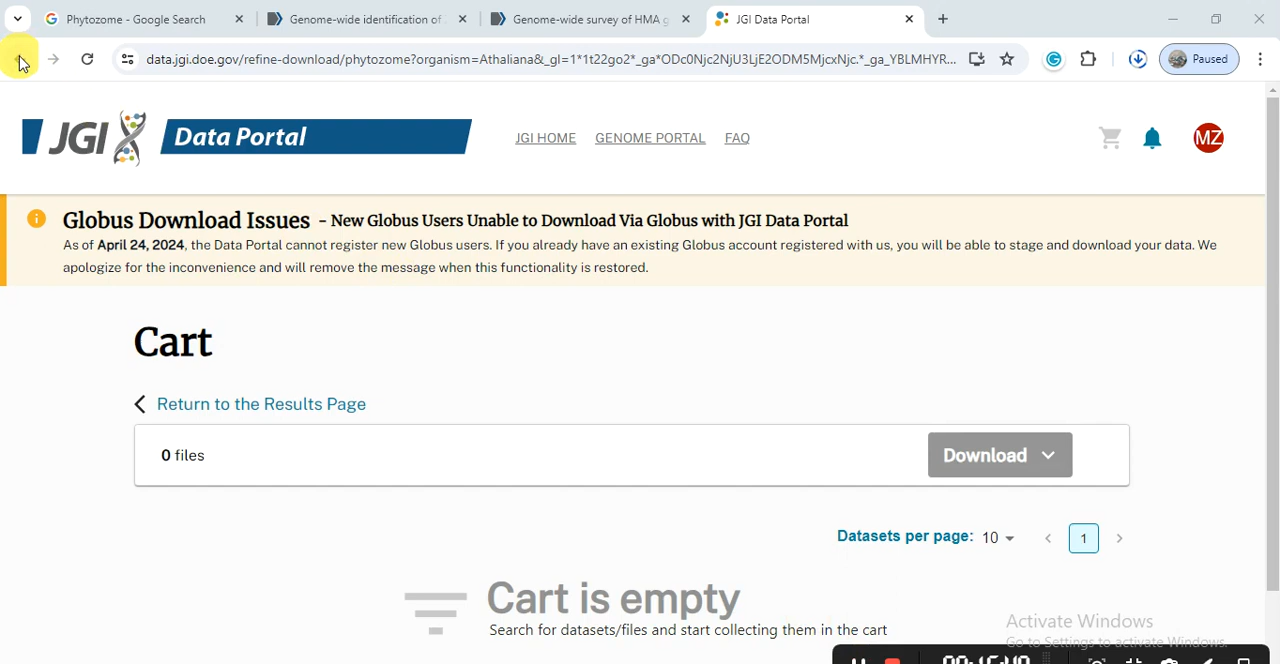 Phytozome - Google Search
Genome-wide identification of
Genome-wide survey of HMA g
JGI Data Portal
data.jgi.doe.gov/refine-download/phytozome?organism=Athaliana&_gl=1*1t22go2*_ga*ODc0Njc2NjU3LjE2ODM5MjcxNjc.*_ga_YBLMHYR...
Paused
JGI Data Portal
JGI HOME
GENOME PORTAL
FAQ
MZ
Globus Download Issues - New Globus Users Unable to Download Via Globus with JGI Data Portal
As of April 24, 2024, the Data Portal cannot register new Globus users. If you already have an existing Globus account registered with us, you will be able to stage and download your data. We
apologize for the inconvenience and will remove the message when this functionality is restored.
Cart
Return to the Results Page
0 files
Download
Datasets per page: 10
1
Cart is empty
Search for datasets/files and start collecting them in the cart
Activate Windows
Go to Settings to activate Windows.